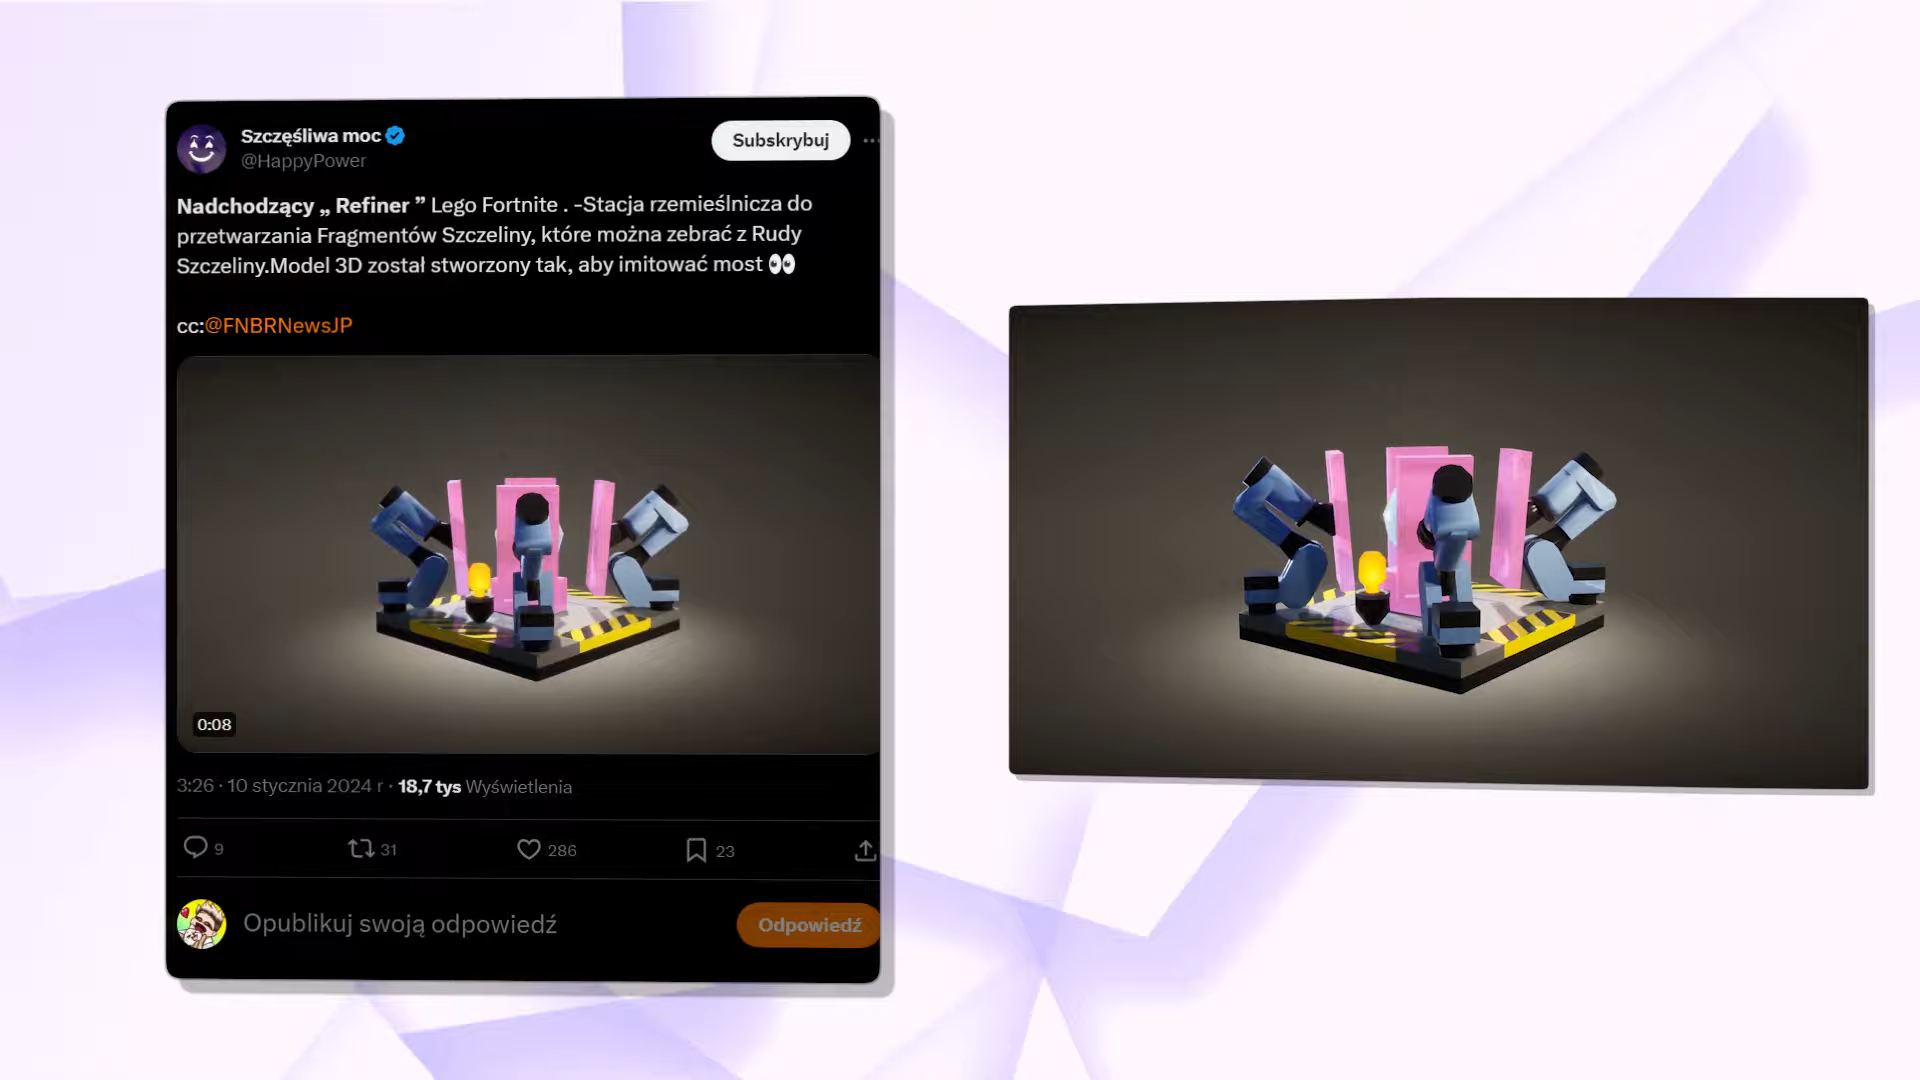 Szczęśliwa moc
@HappyPower
Subskrybuj
Nadchodzący „ Refiner ” Lego Fortnite . -Stacja rzemieślnicza do
przetwarzania Fragmentów Szczeliny, które można zebrać z Rudy
Szczeliny.Model 3D został stworzony tak, aby imitować most 👀
cc:@FNBRNewsJP
0:08
3:26 · 10 stycznia 2024 r · 18,7 tys Wyświetlenia
9 31 286 23
Opublikuj swoją odpowiedź
Odpowiedź